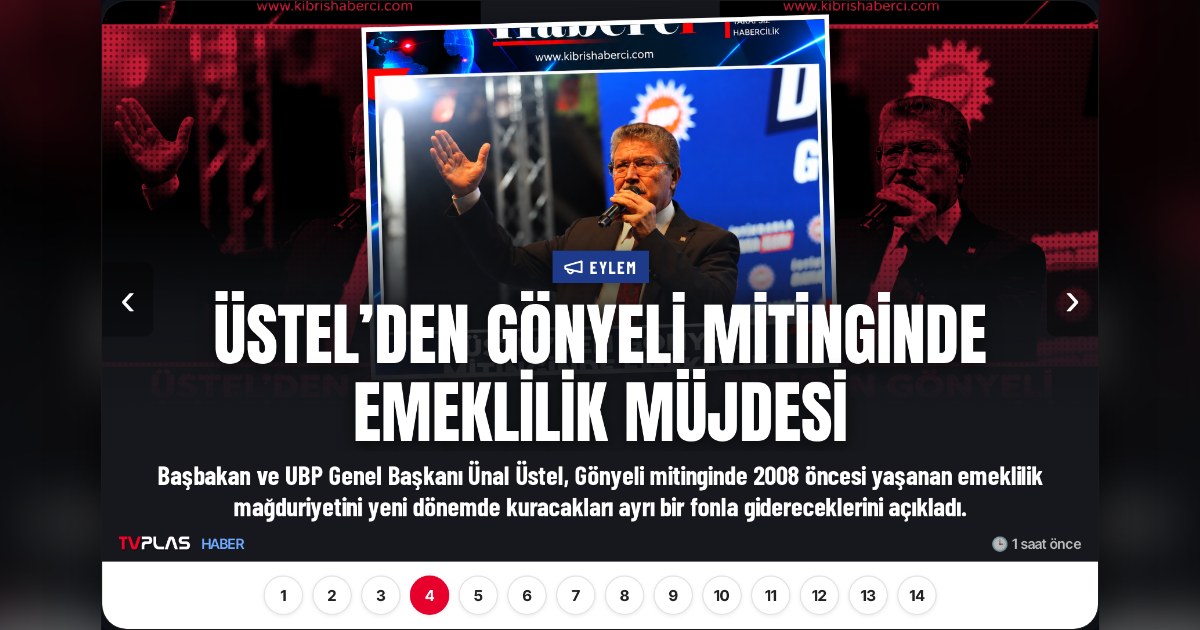 www.kibrishaberci.com
www.kibrishaberci.com
Haberci
HABERCİLİK
www.kibrishaberci.com
EYLEM
ÜSTEL’DEN GÖNYELİ MİTİNGİNDE
EMEKLİLİK MÜJDESİ
Başbakan ve UBP Genel Başkanı Ünal Üstel, Gönyeli mitinginde 2008 öncesi yaşanan emeklilik
mağduriyetini yeni dönemde kuracakları ayrı bir fonla gidereceklerini açıkladı.
TVPLAS HABER
1 saat önce
1 2 3 4 5 6 7 8 9 10 11 12 13 14